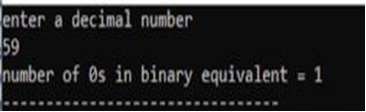 enter a decimal number
59
number of 0s in binary equivalent = 1
--------------------------------